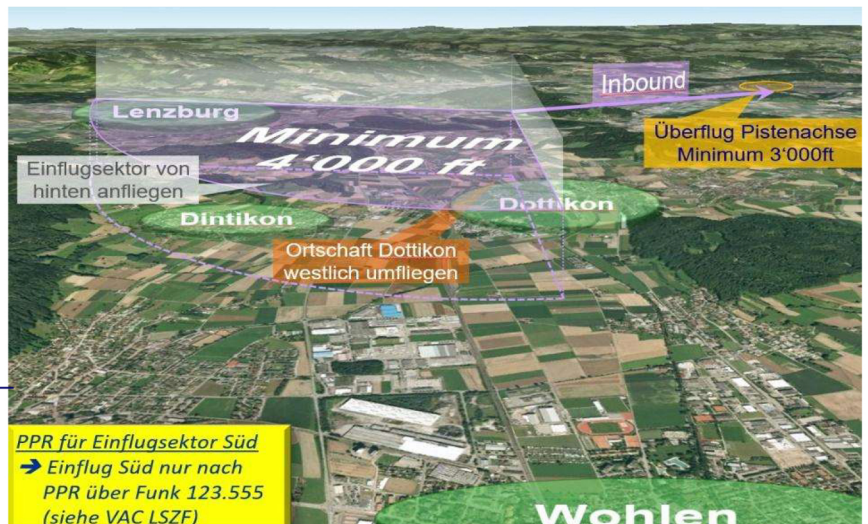 Lenzburg
Inbound
Minimum
4‘000 ft
Überflug Pistenachse
Minimum 3‘000ft
Einflugsektor von
hinten anfliegen
Dintikon
Dottikon
Ortschaft Dottikon
westlich umfliegen
PPR für Einflugsektor Süd
➔ Einflug Süd nur nach
PPR über Funk 123.555
(siehe VAC LSZF)
Wohlen